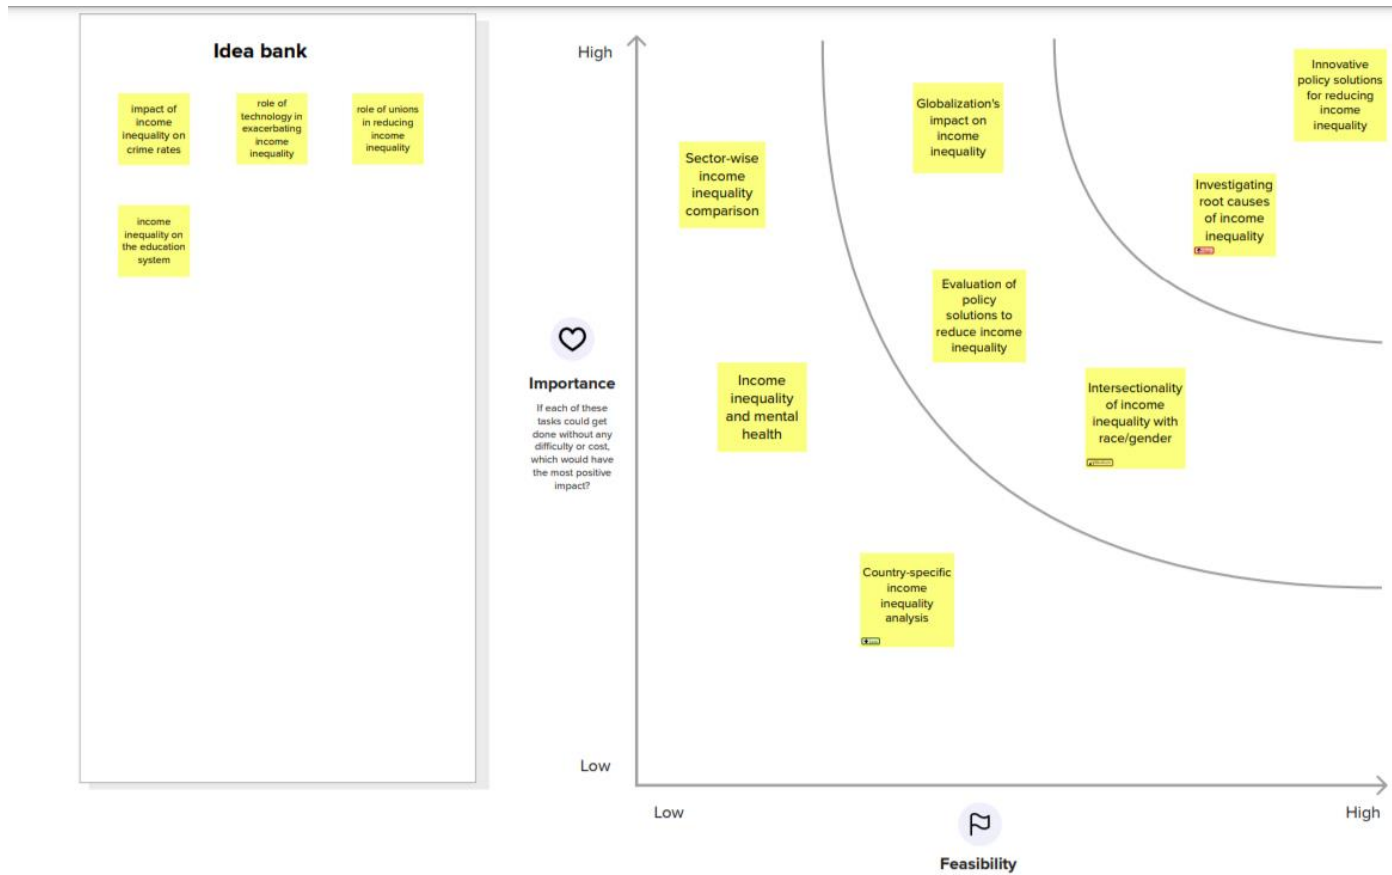 Idea bank
impact of
income
inequality on
crime rates
role of
technology in
exacerbating
income
inequality
role of unions
in reducing
income
inequality
income
inequality on
the education
system
High
Importance
If each of these
tasks could get
done without any
difficulty or cost,
which would have
the most positive
impact?
Low
Sector-wise
income
inequality
comparison
Globalization's
impact on
income
inequality
Innovative
policy solutions
for reducing
income
inequality
Investigating
root causes
of income
inequality
Evaluation of
policy
solutions to
reduce income
inequality
Income
inequality
and mental
health
Intersectionality
of income
inequality with
race/gender
Country-specific
income
inequality
analysis
Low
High
Feasibility